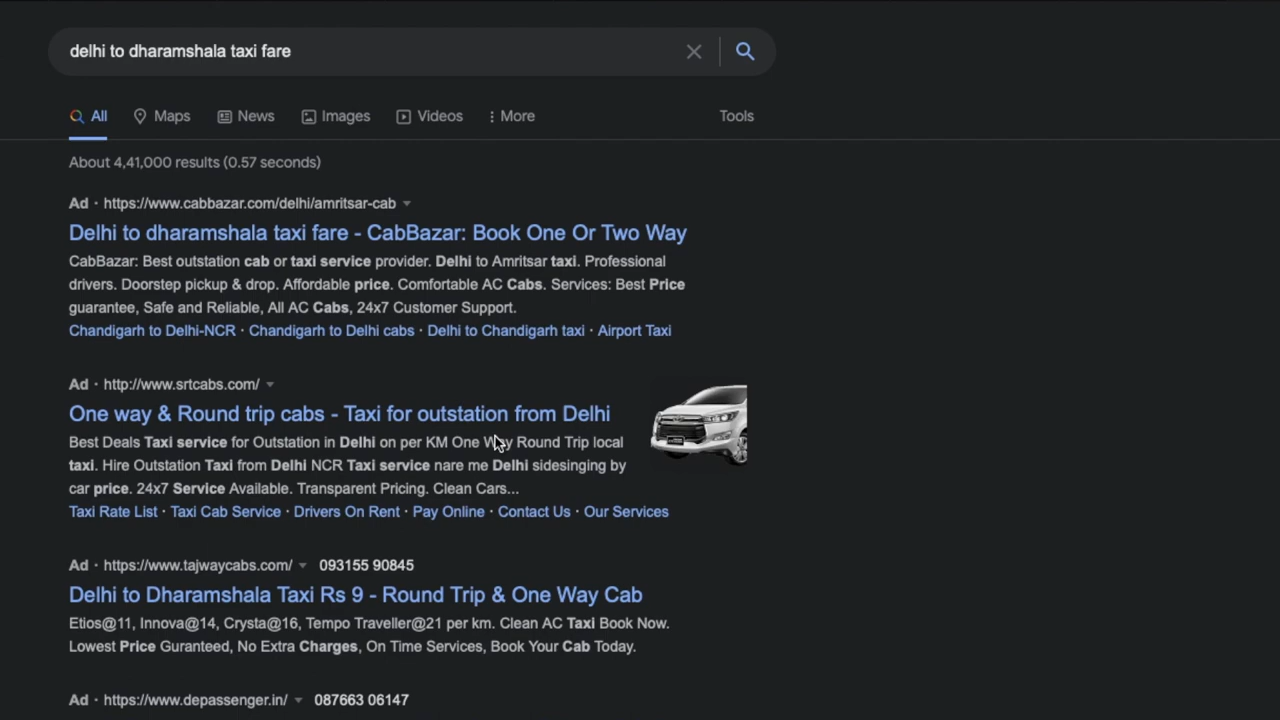 delhi to dharamshala taxi fare
All Maps News Images Videos More Tools
About 4,41,000 results (0.57 seconds)
Ad · https://www.cabbazar.com/delhi/amritsar-cab
Delhi to dharamshala taxi fare - CabBazar: Book One Or Two Way
CabBazar: Best outstation cab or taxi service provider. Delhi to Amritsar taxi. Professional
drivers. Doorstep pickup & drop. Affordable price. Comfortable AC Cabs. Services: Best Price
guarantee, Safe and Reliable, All AC Cabs, 24x7 Customer Support.
Chandigarh to Delhi-NCR · Chandigarh to Delhi cabs · Delhi to Chandigarh taxi · Airport Taxi
Ad · http://www.srtcabs.com/
One way & Round trip cabs - Taxi for outstation from Delhi
Best Deals Taxi service for Outstation in Delhi on per KM One Way Round Trip local
taxi. Hire Outstation Taxi from Delhi NCR Taxi service nare me Delhi sidesinging by
car price. 24x7 Service Available. Transparent Pricing. Clean Cars...
Taxi Rate List · Taxi Cab Service · Drivers On Rent · Pay Online · Contact Us · Our Services
Ad · https://www.tajwaycabs.com/ 093155 90845
Delhi to Dharamshala Taxi Rs 9 - Round Trip & One Way Cab
Etios@11, Innova@14, Crysta@16, Tempo Traveller@21 per km. Clean AC Taxi Book Now.
Lowest Price Guranteed, No Extra Charges, On Time Services, Book Your Cab Today.
Ad · https://www.depassenger.in/ 087663 06147